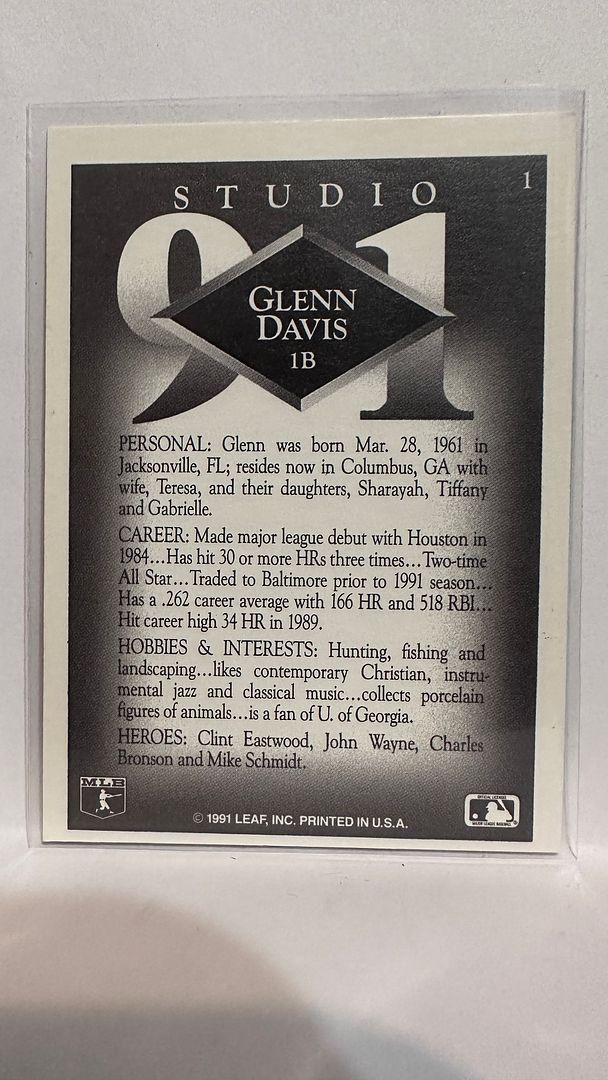 1
STUDIO
91
GLENN
DAVIS
1B
PERSONAL: Glenn was born Mar. 28, 1961 in
Jacksonville, FL; resides now in Columbus, GA with
wife, Teresa, and their daughters, Sharayah, Tiffany
and Gabrielle.
CAREER: Made major league debut with Houston in
1984...Has hit 30 or more HRs three times...Two-time
All Star...Traded to Baltimore prior to 1991 season...
Has a .262 career average with 166 HR and 518 RBI...
Hit career high 34 HR in 1989.
HOBBIES & INTERESTS: Hunting, fishing and
landscaping...likes contemporary Christian, instru-
mental jazz and classical music...collects porcelain
figures of animals...is a fan of U. of Georgia.
HEROES: Clint Eastwood, John Wayne, Charles
Bronson and Mike Schmidt.
MLB
© 1991 LEAF, INC. PRINTED IN U.S.A.
OFFICIAL LICENSEE
MAJOR LEAGUE BASEBALL